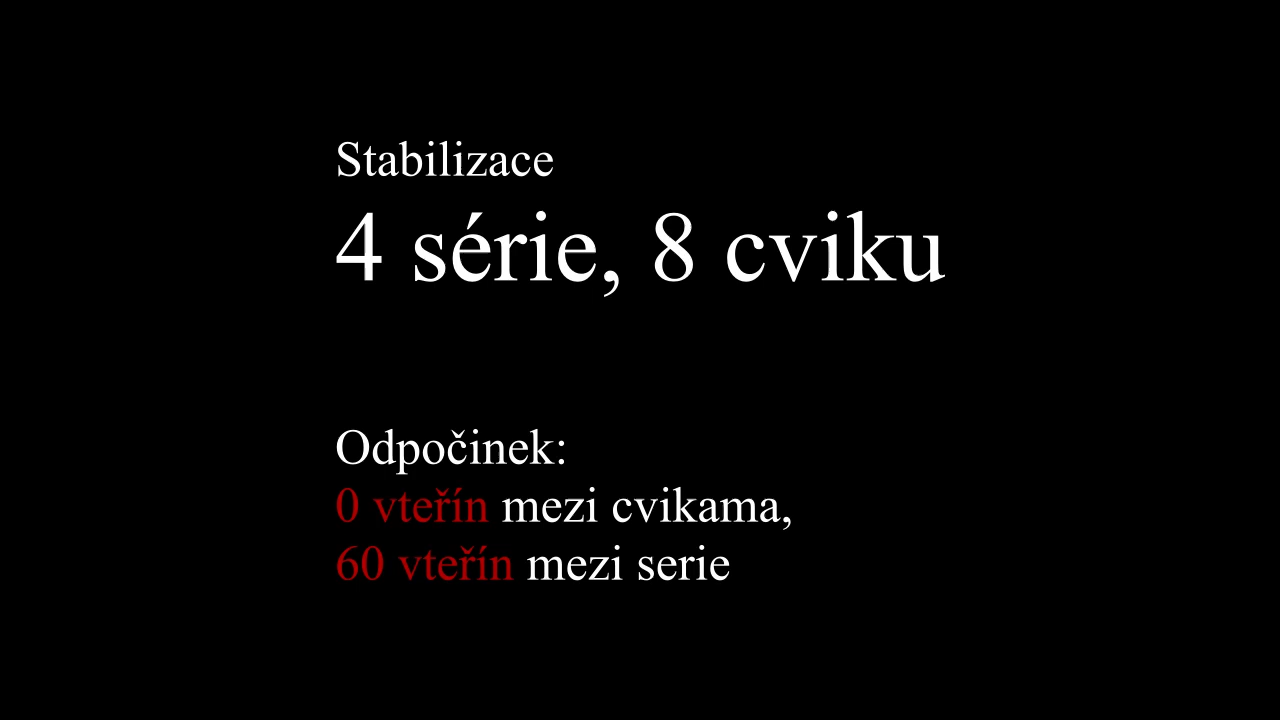 Stabilizace
4 série, 8 cviku
Odpočinek:
0 vteřín mezi cvikama,
60 vteřín mezi serie